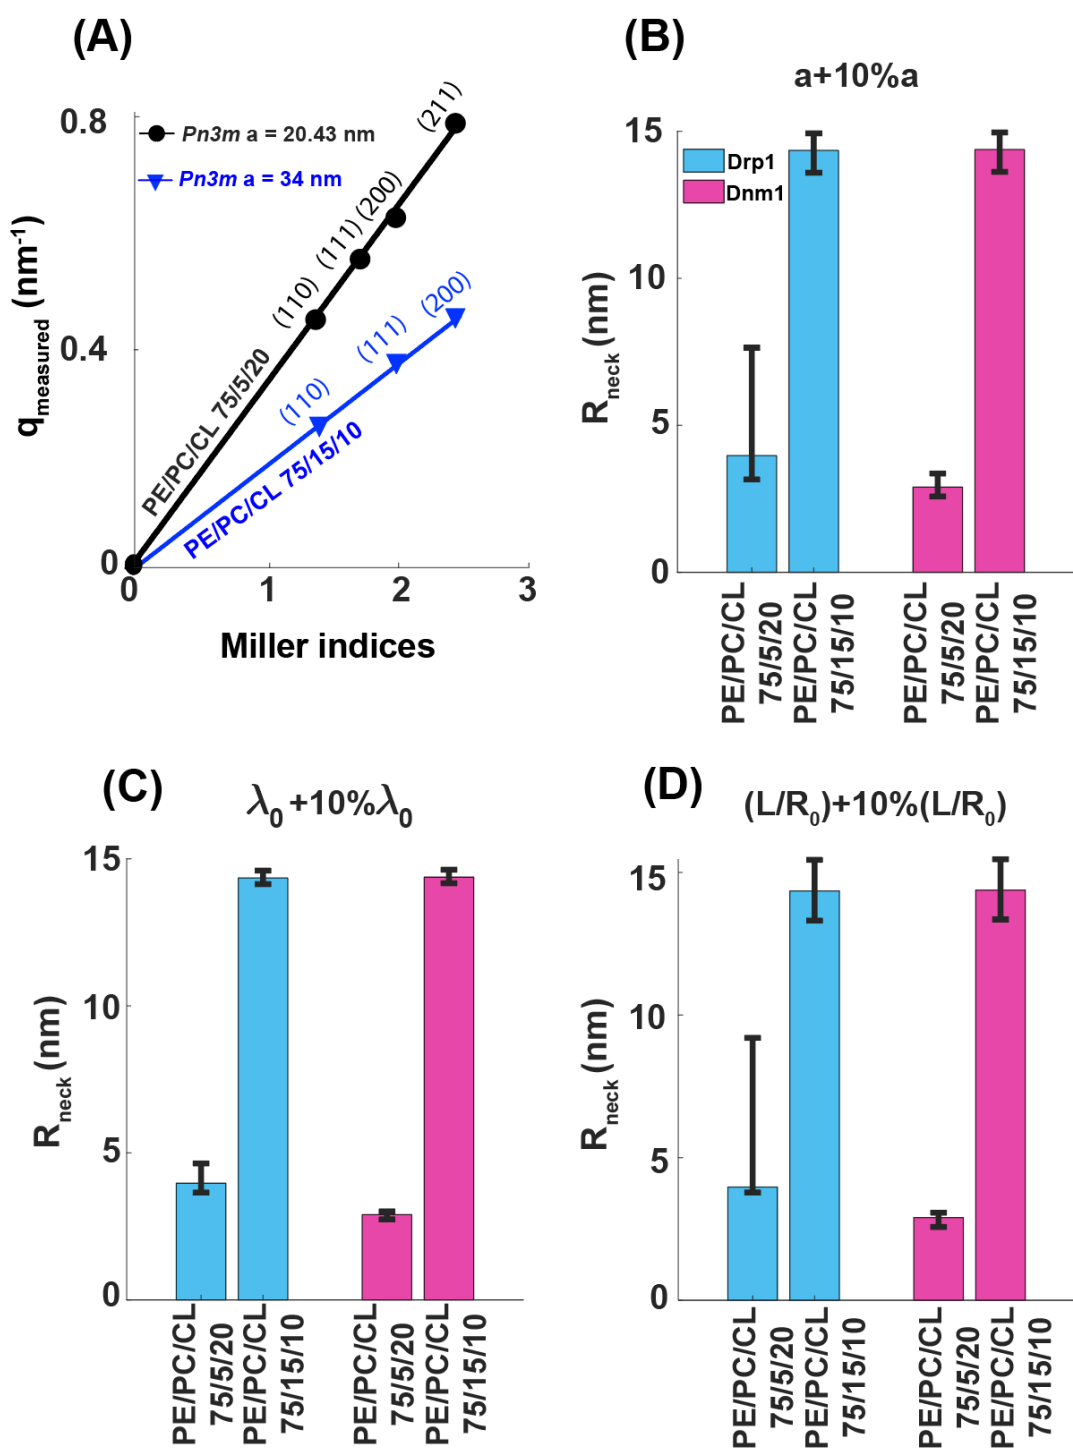 (A)
0.8
0.4
0
q measured (nm-1)
Pn3m a = 20.43 nm
Pn3m a = 34 nm
(110)
(111)
(200)
(211)
(110)
(111)
(200)
PE/PC/CL 75/5/20
PE/PC/CL 75/15/10
0
1
2
3
Miller indices
(B)
a+10%a
15
10
5
0
Rneck (nm)
Drp1
Dnm1
PE/PC/CL
75/5/20
PE/PC/CL
75/15/10
PE/PC/CL
75/5/20
PE/PC/CL
75/15/10
(C)
λ0 +10%λ0
15
10
5
0
Rneck (nm)
PE/PC/CL
75/5/20
PE/PC/CL
75/15/10
PE/PC/CL
75/5/20
PE/PC/CL
75/15/10
(D)
(L/R0)+10%(L/R0)
15
10
5
0
Rneck (nm)
PE/PC/CL
75/5/20
PE/PC/CL
75/15/10
PE/PC/CL
75/5/20
PE/PC/CL
75/15/10